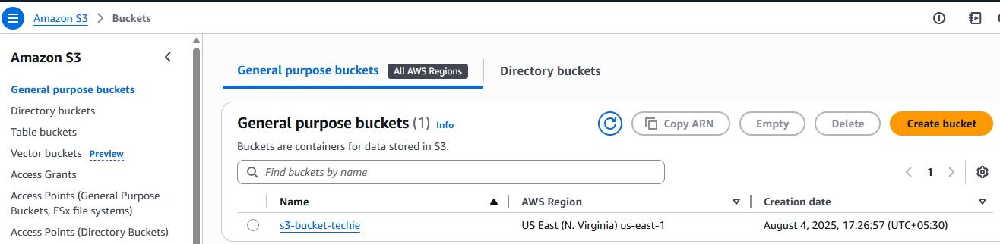 Amazon S3 > Buckets
Amazon S3
General purpose buckets
Directory buckets
Table buckets
Vector buckets Preview
Access Grants
Access Points (General Purpose
Buckets, FSx file systems)
Access Points (Directory Buckets)
General purpose buckets All AWS Regions Directory buckets
General purpose buckets (1) Info
Copy ARN Empty Delete Create bucket
Buckets are containers for data stored in S3.
Find buckets by name
1
Name AWS Region Creation date
s3-bucket-techie US East (N. Virginia) us-east-1 August 4, 2025, 17:26:57 (UTC+05:30)